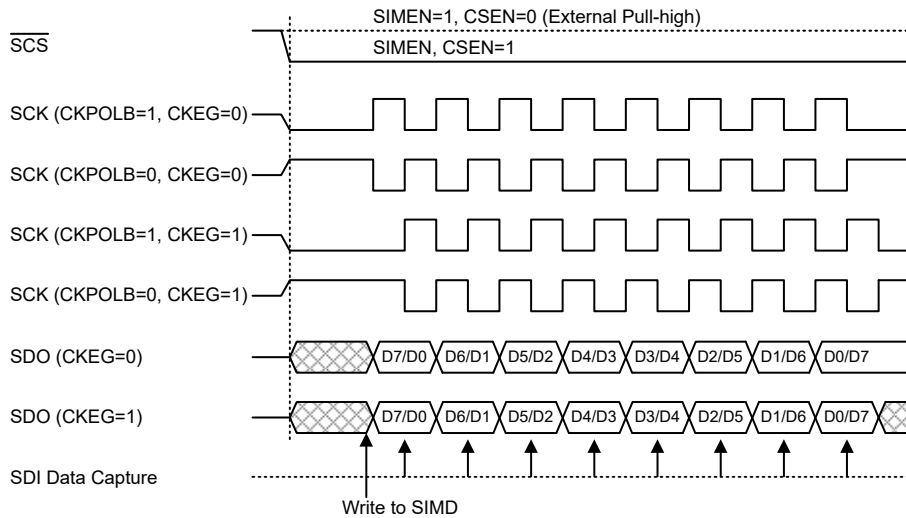 SIMEN=1, CSEN=0 (External Pull-high)
SCS
SIMEN, CSEN=1
SCK (CKPOLB=1, CKEG=0)
SCK (CKPOLB=0, CKEG=0)
SCK (CKPOLB=1, CKEG=1)
SCK (CKPOLB=0, CKEG=1)
SDO (CKEG=0) D7/D0 D6/D1 D5/D2 D4/D3 D3/D4 D2/D5 D1/D6 D0/D7
SDO (CKEG=1) D7/D0 D6/D1 D5/D2 D4/D3 D3/D4 D2/D5 D1/D6 D0/D7
SDI Data Capture
Write to SIMD